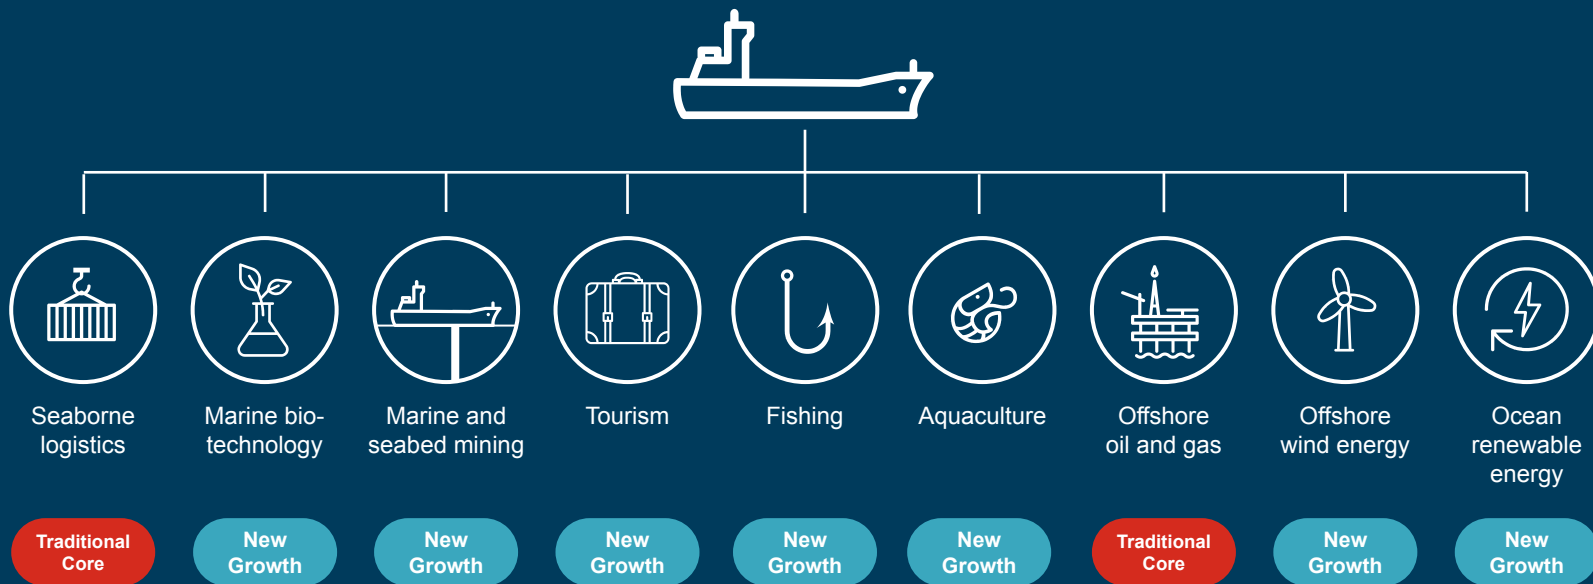 Seaborne
logistics
Marine bio-
technology
Marine and
seabed mining
Tourism
Fishing
Aquaculture
Offshore
oil and gas
Offshore
wind energy
Ocean
renewable
energy
Traditional
Core
New
Growth
New
Growth
New
Growth
New
Growth
New
Growth
Traditional
Core
New
Growth
New
Growth